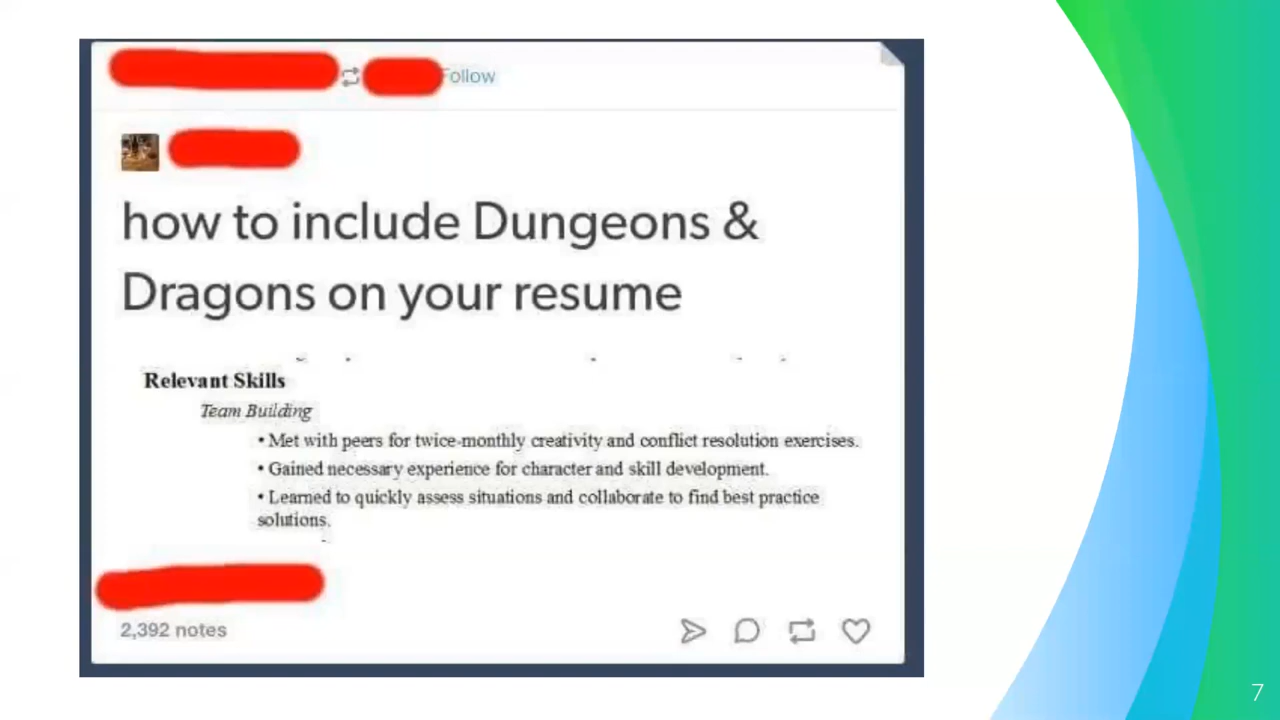 Follow
how to include Dungeons &
Dragons on your resume
Relevant Skills
Team Building
• Met with peers for twice-monthly creativity and conflict resolution exercises.
• Gained necessary experience for character and skill development.
• Learned to quickly assess situations and collaborate to find best practice
solutions.
2,392 notes
7